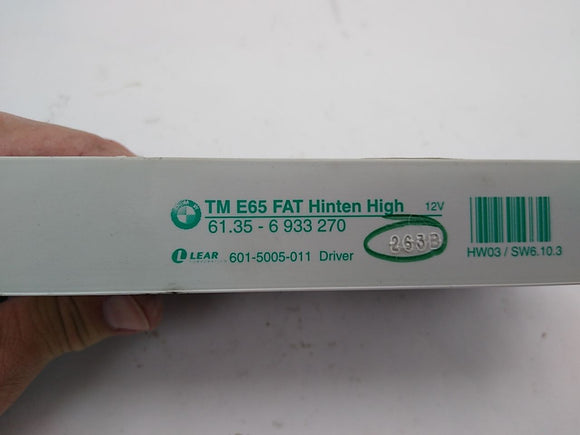 TM E65 FAT Hinten High 12V
61.35 - 6 933 270
263B
LEAR
CORPORATION
601-5005-011 Driver
HW03 / SW6.10.3